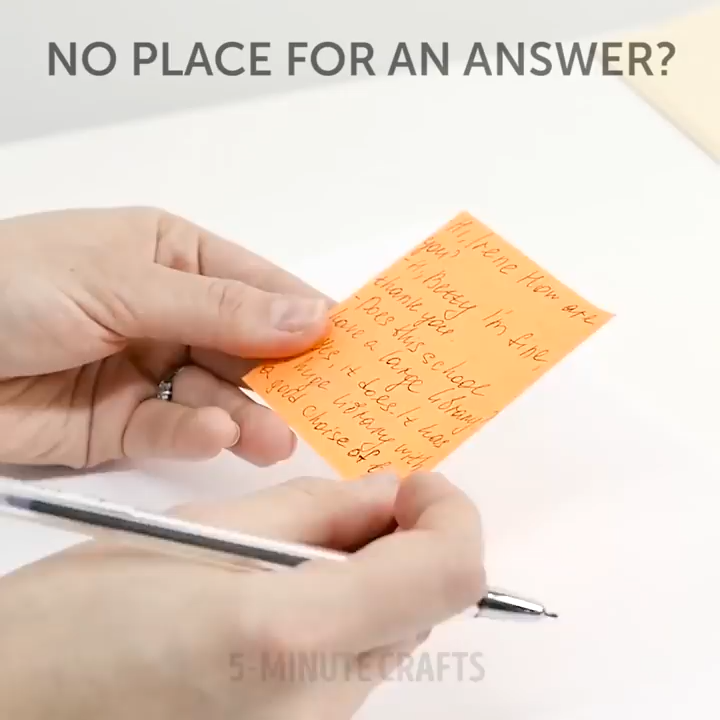 NO PLACE FOR AN ANSWER?
Hi, Irene How are
you?
-Hi, Betty I'm fine,
thank you.
-Does this school
have a large library?
Yes, it does. It has
huge library with
a good choise of
5-MINUTE CRAFTS